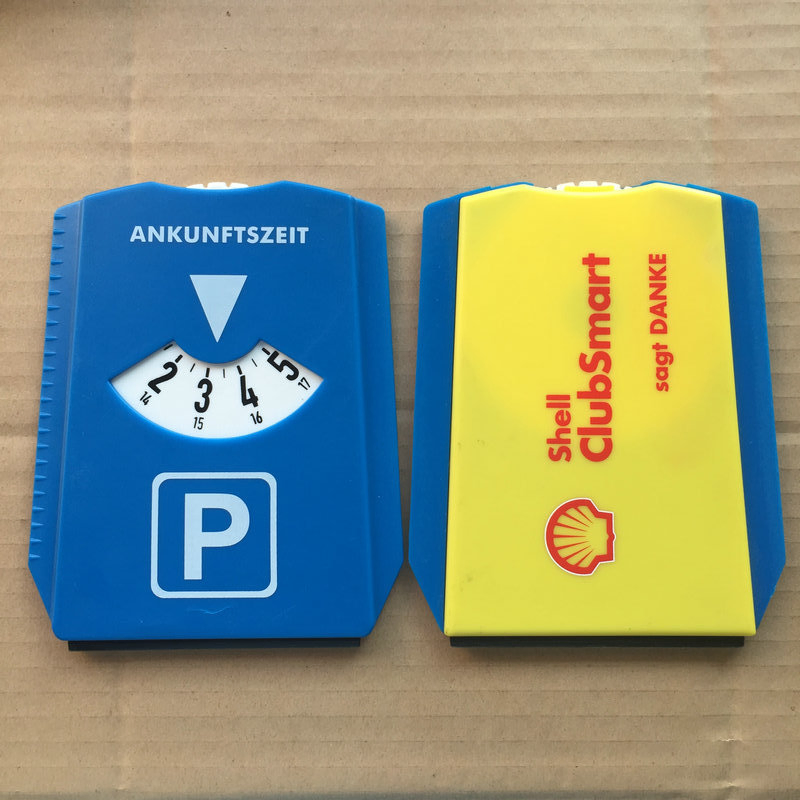 ANKUNFTSZEIT
2 3 4 5
14 15 16 17
P
Shell
ClubSmart
sagt DANKE